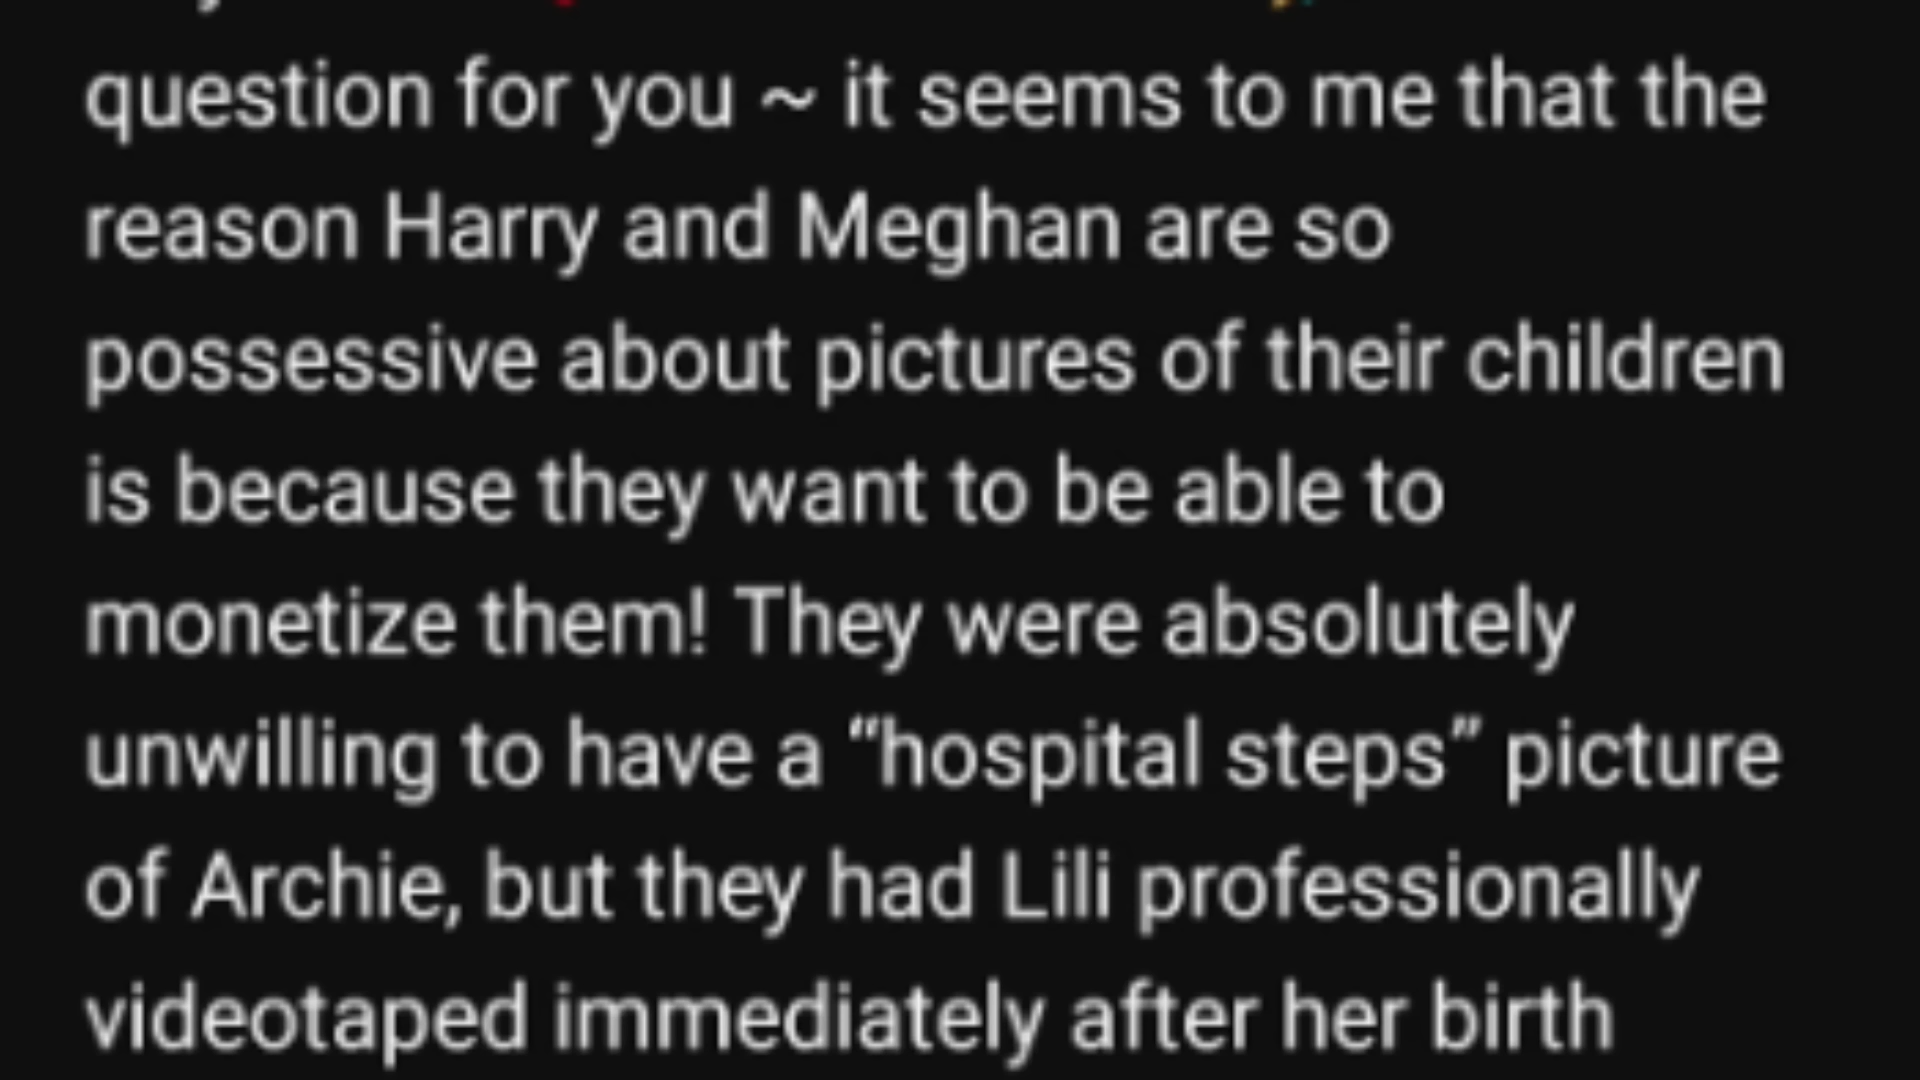 question for you ~ it seems to me that the
reason Harry and Meghan are so
possessive about pictures of their children
is because they want to be able to
monetize them! They were absolutely
unwilling to have a “hospital steps” picture
of Archie, but they had Lili professionally
videotaped immediately after her birth